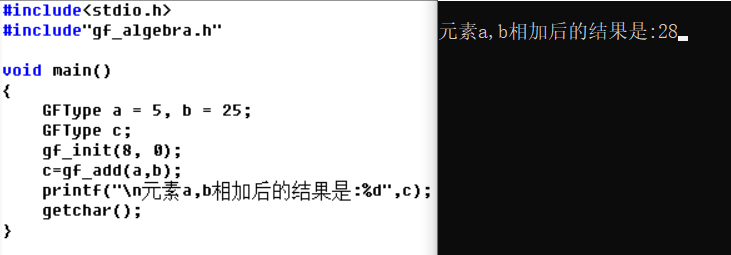 #include<stdio.h>
#include"gf_algebra.h"
void main()
{
    GFType a = 5, b = 25;
    GFType c;
    gf_init(8, 0);
    c=gf_add(a,b);
    printf("\n元素a,b相加后的结果是:%d",c);
    getchar();
}
元素a,b相加后的结果是:28